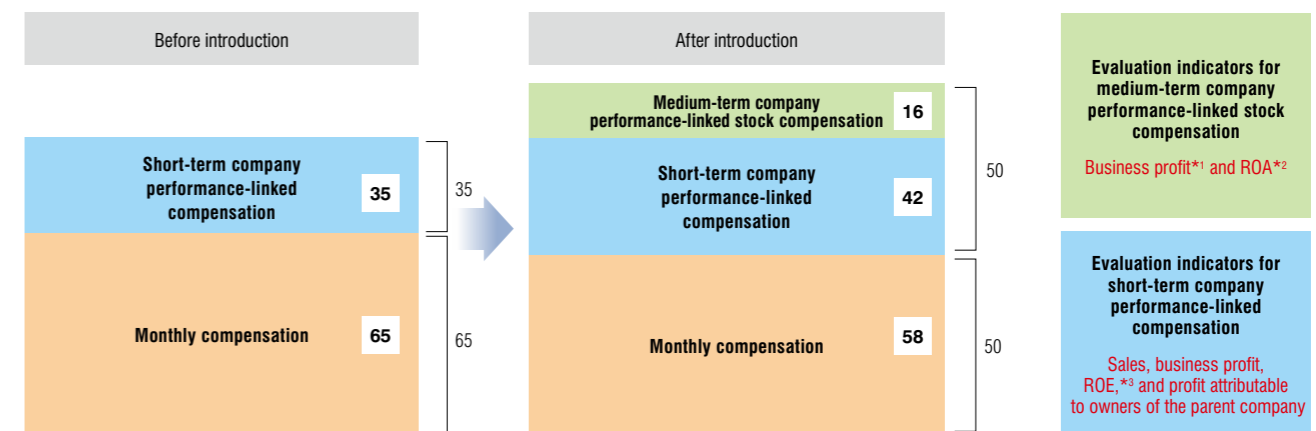 Before introduction
Short-term company
performance-linked
compensation
35
35
Monthly compensation
65
65
After introduction
Medium-term company
performance-linked stock compensation
16
Short-term company
performance-linked
compensation
42
50
Monthly compensation
58
50
Evaluation indicators for
medium-term company
performance-linked stock
compensation
Business profit*1 and ROA*2
Evaluation indicators for
short-term company
performance-linked
compensation
Sales, business profit,
ROE,*3 and profit attributable
to owners of the parent company